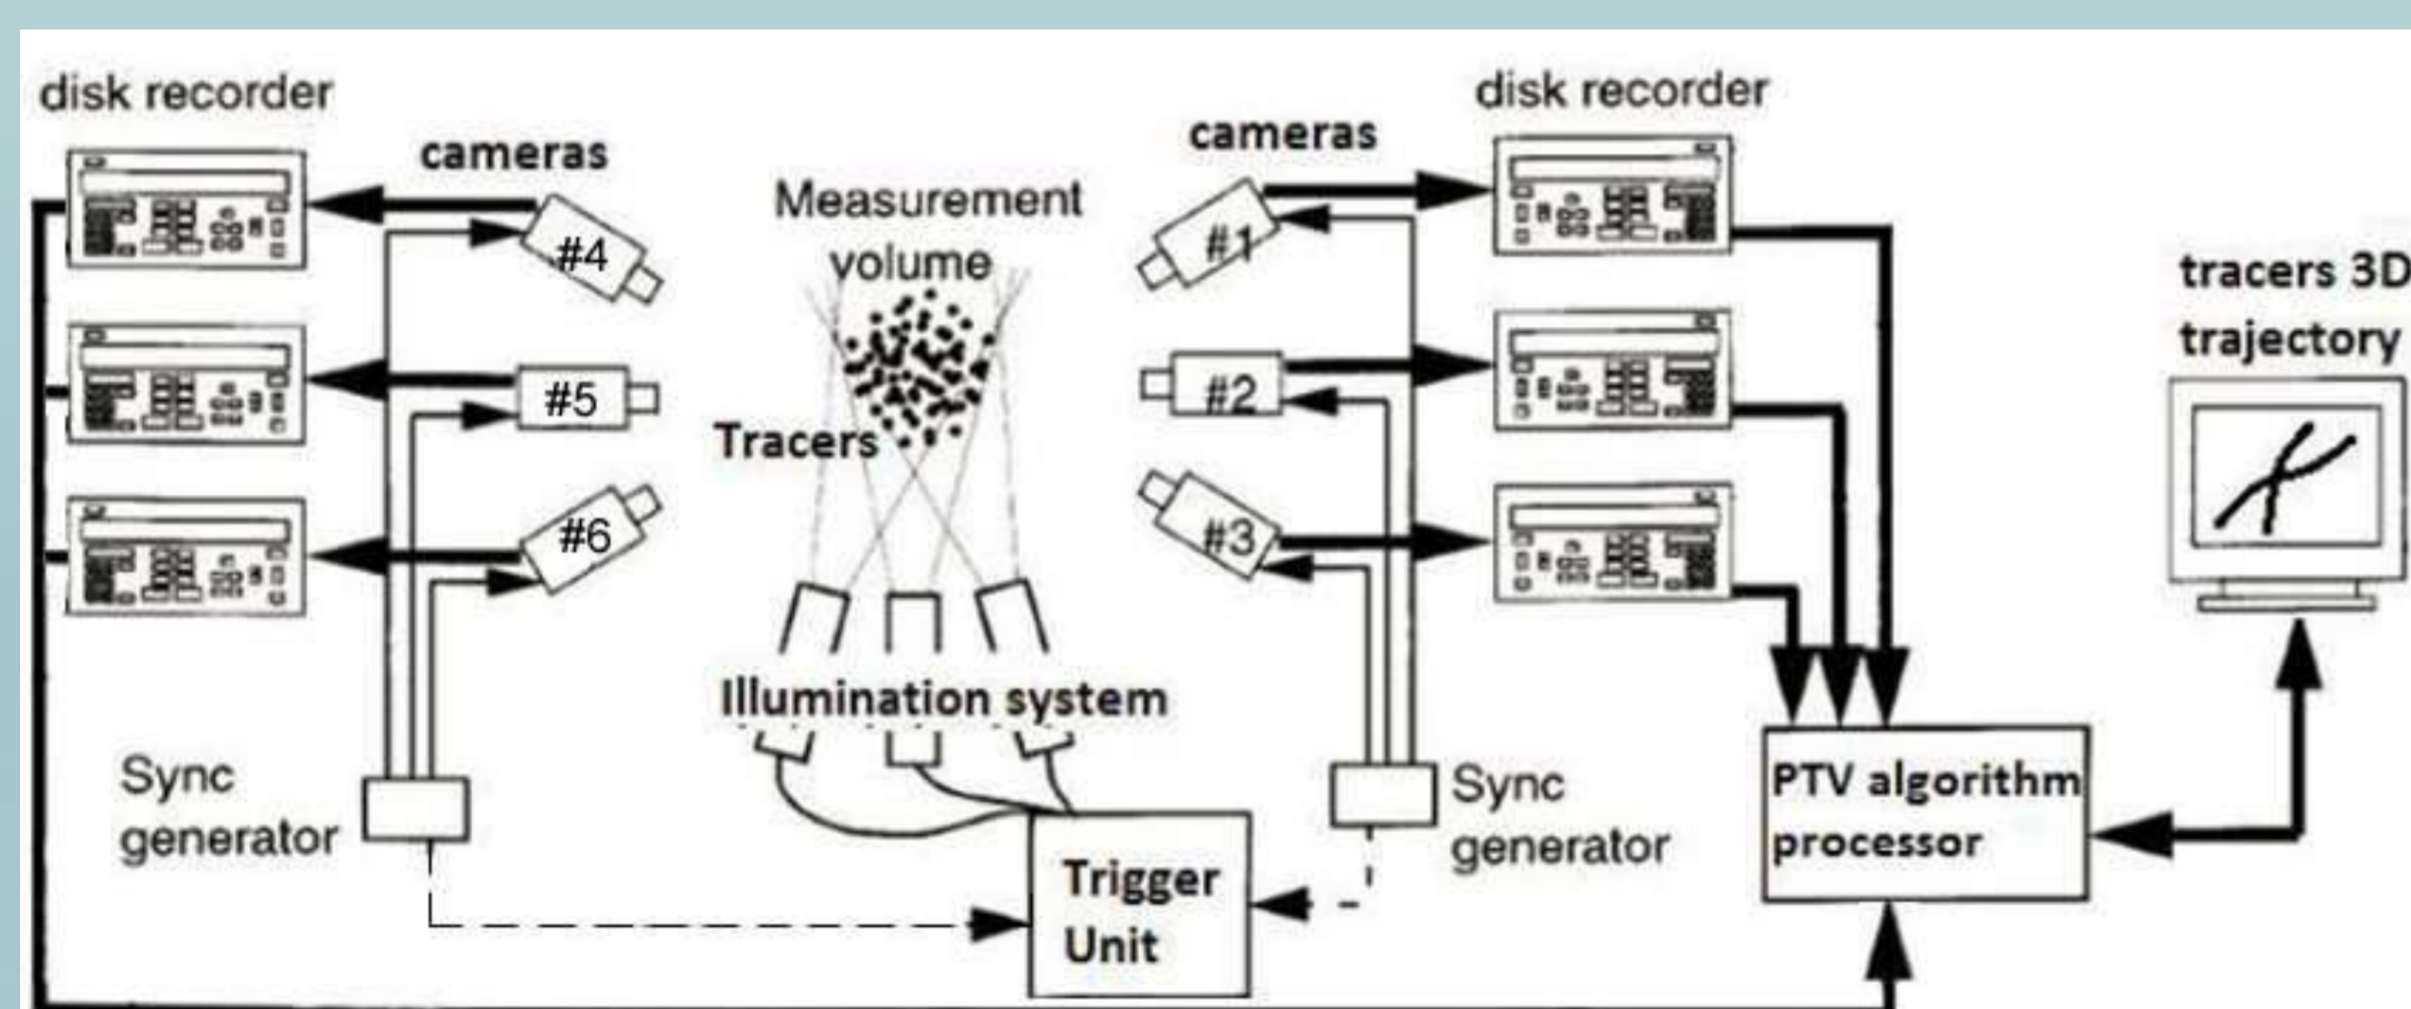 disk recorder
cameras
#4
#5
#6
Sync
generator
Measurement
volume
Tracers
Illumination system
Trigger
Unit
cameras
#1
#2
#3
Sync
generator
disk recorder
PTV algorithm
processor
tracers 3D
trajectory